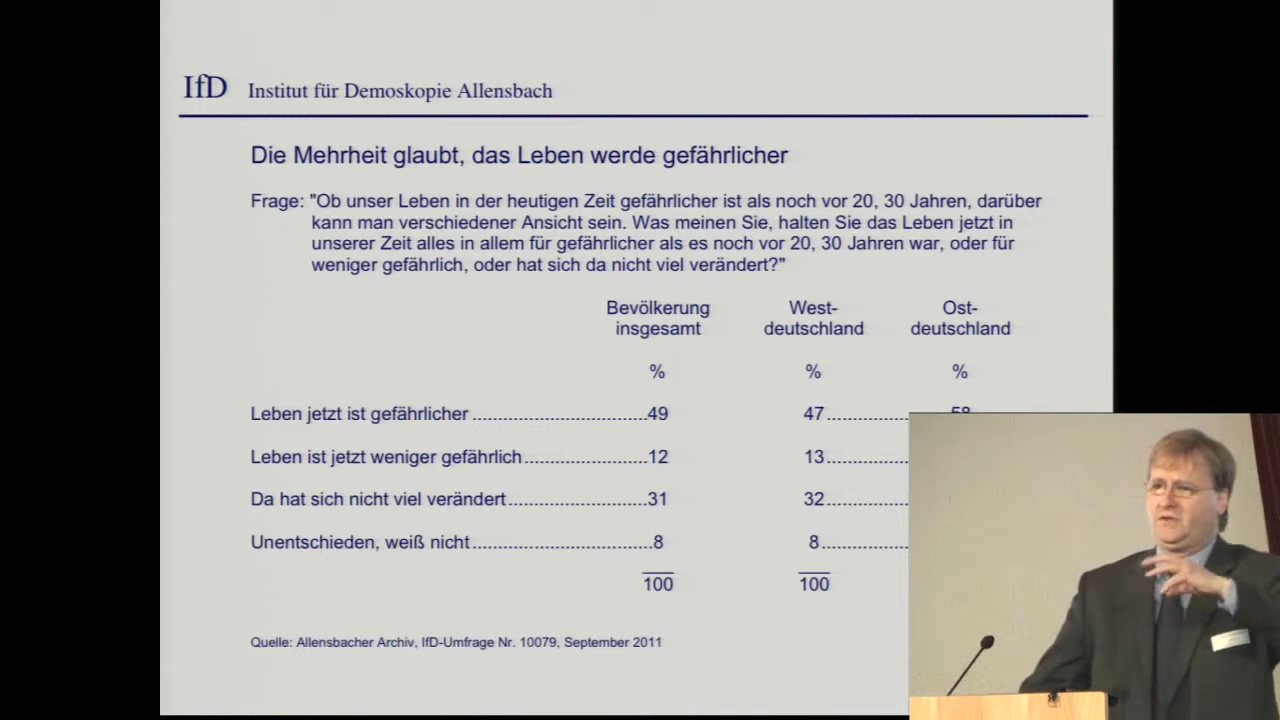 IfD Institut für Demoskopie Allensbach
Die Mehrheit glaubt, das Leben werde gefährlicher
Frage: "Ob unser Leben in der heutigen Zeit gefährlicher ist als noch vor 20, 30 Jahren, darüber
kann man verschiedener Ansicht sein. Was meinen Sie, halten Sie das Leben jetzt in
unserer Zeit alles in allem für gefährlicher als es noch vor 20, 30 Jahren war, oder für
weniger gefährlich, oder hat sich da nicht viel verändert?"
Bevölkerung West- Ost-
insgesamt deutschland deutschland
% % %
Leben jetzt ist gefährlicher 49 47 58
Leben ist jetzt weniger gefährlich 12 13
Da hat sich nicht viel verändert 31 32
Unentschieden, weiß nicht 8 8
100 100
Quelle: Allensbacher Archiv, IfD-Umfrage Nr. 10079, September 2011